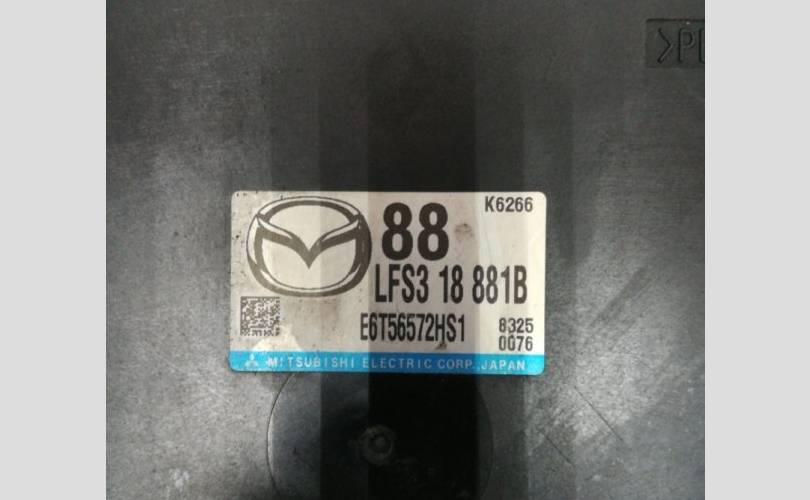 >P
K6266
88
LFS3 18 881B
E6T56572HS1
8325
0076
MITSUBISHI ELECTRIC CORP.,JAPAN